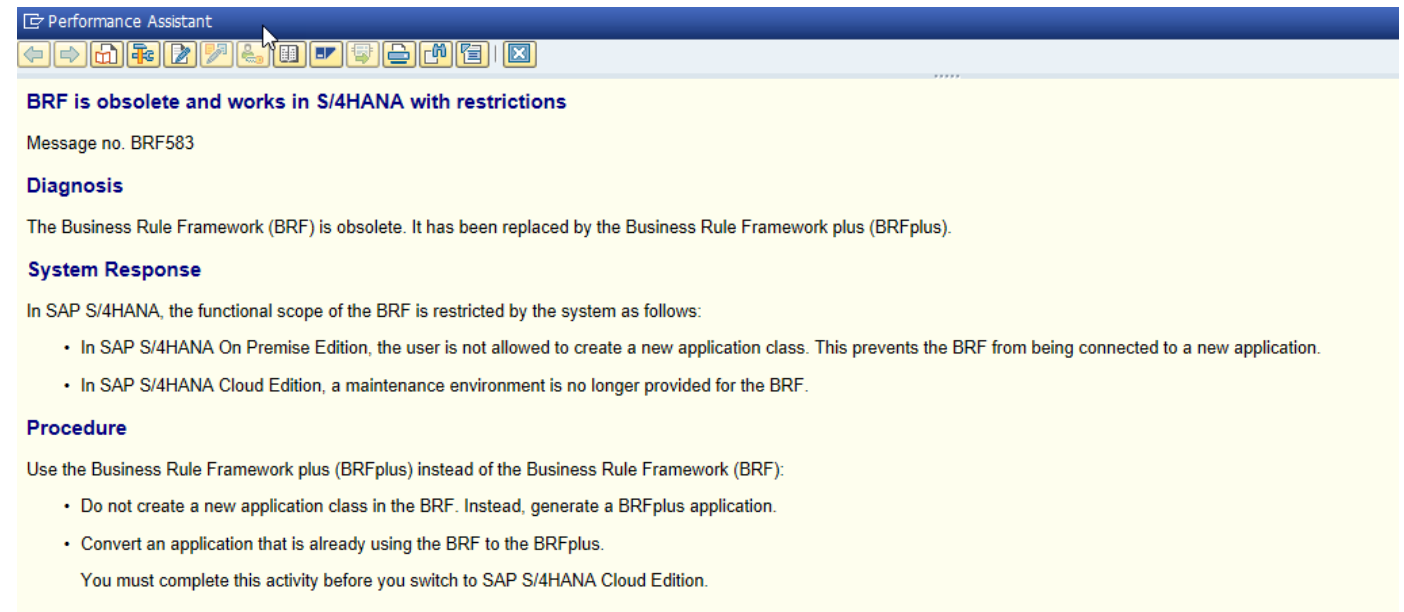 Performance Assistant
BRF is obsolete and works in S/4HANA with restrictions
Message no. BRF583
Diagnosis
The Business Rule Framework (BRF) is obsolete. It has been replaced by the Business Rule Framework plus (BRFplus).
System Response
In SAP S/4HANA, the functional scope of the BRF is restricted by the system as follows:
• In SAP S/4HANA On Premise Edition, the user is not allowed to create a new application class. This prevents the BRF from being connected to a new application.
• In SAP S/4HANA Cloud Edition, a maintenance environment is no longer provided for the BRF.
Procedure
Use the Business Rule Framework plus (BRFplus) instead of the Business Rule Framework (BRF):
• Do not create a new application class in the BRF. Instead, generate a BRFplus application.
• Convert an application that is already using the BRF to the BRFplus.
You must complete this activity before you switch to SAP S/4HANA Cloud Edition.